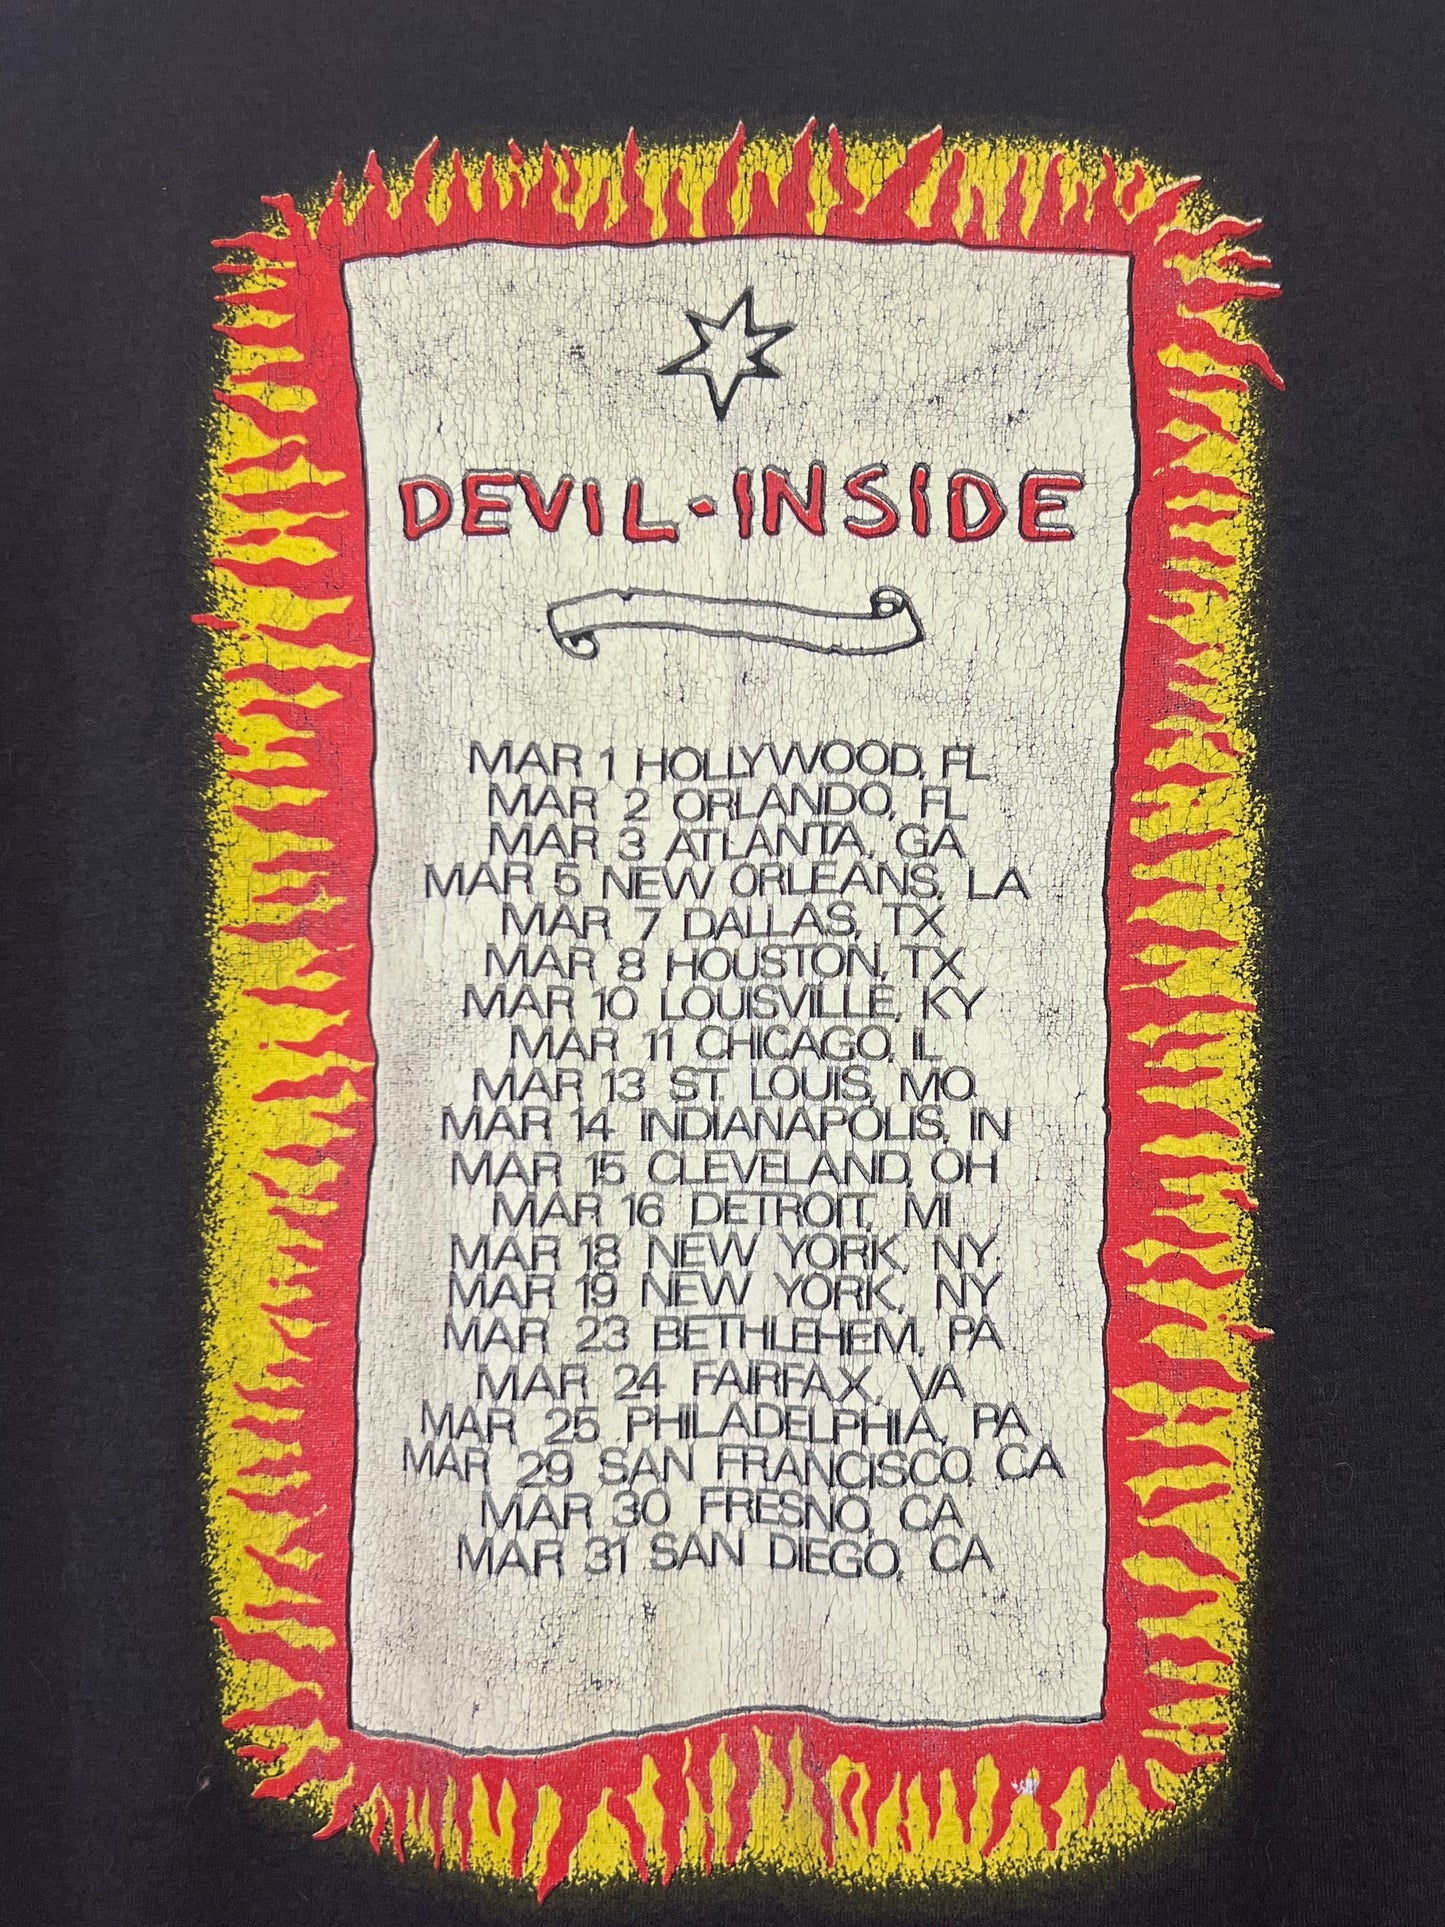 DEVIL·INSIDE
MAR 1 HOLLYWOOD, FL
MAR 2 ORLANDO, FL
MAR 3 ATLANTA, GA
MAR 5 NEW ORLEANS, LA
MAR 7 DALLAS, TX
MAR 8 HOUSTON, TX
MAR 10 LOUISVILLE, KY
MAR 11 CHICAGO, IL
MAR 13 ST. LOUIS, MO
MAR 14 INDIANAPOLIS, IN
MAR 15 CLEVELAND, OH
MAR 16 DETROIT, MI
MAR 18 NEW YORK, NY
MAR 19 NEW YORK, NY
MAR 23 BETHLEHEM, PA
MAR 24 FAIRFAX, VA
MAR 25 PHILADELPHIA, PA
MAR 29 SAN FRANCISCO, CA
MAR 30 FRESNO, CA
MAR 31 SAN DIEGO, CA